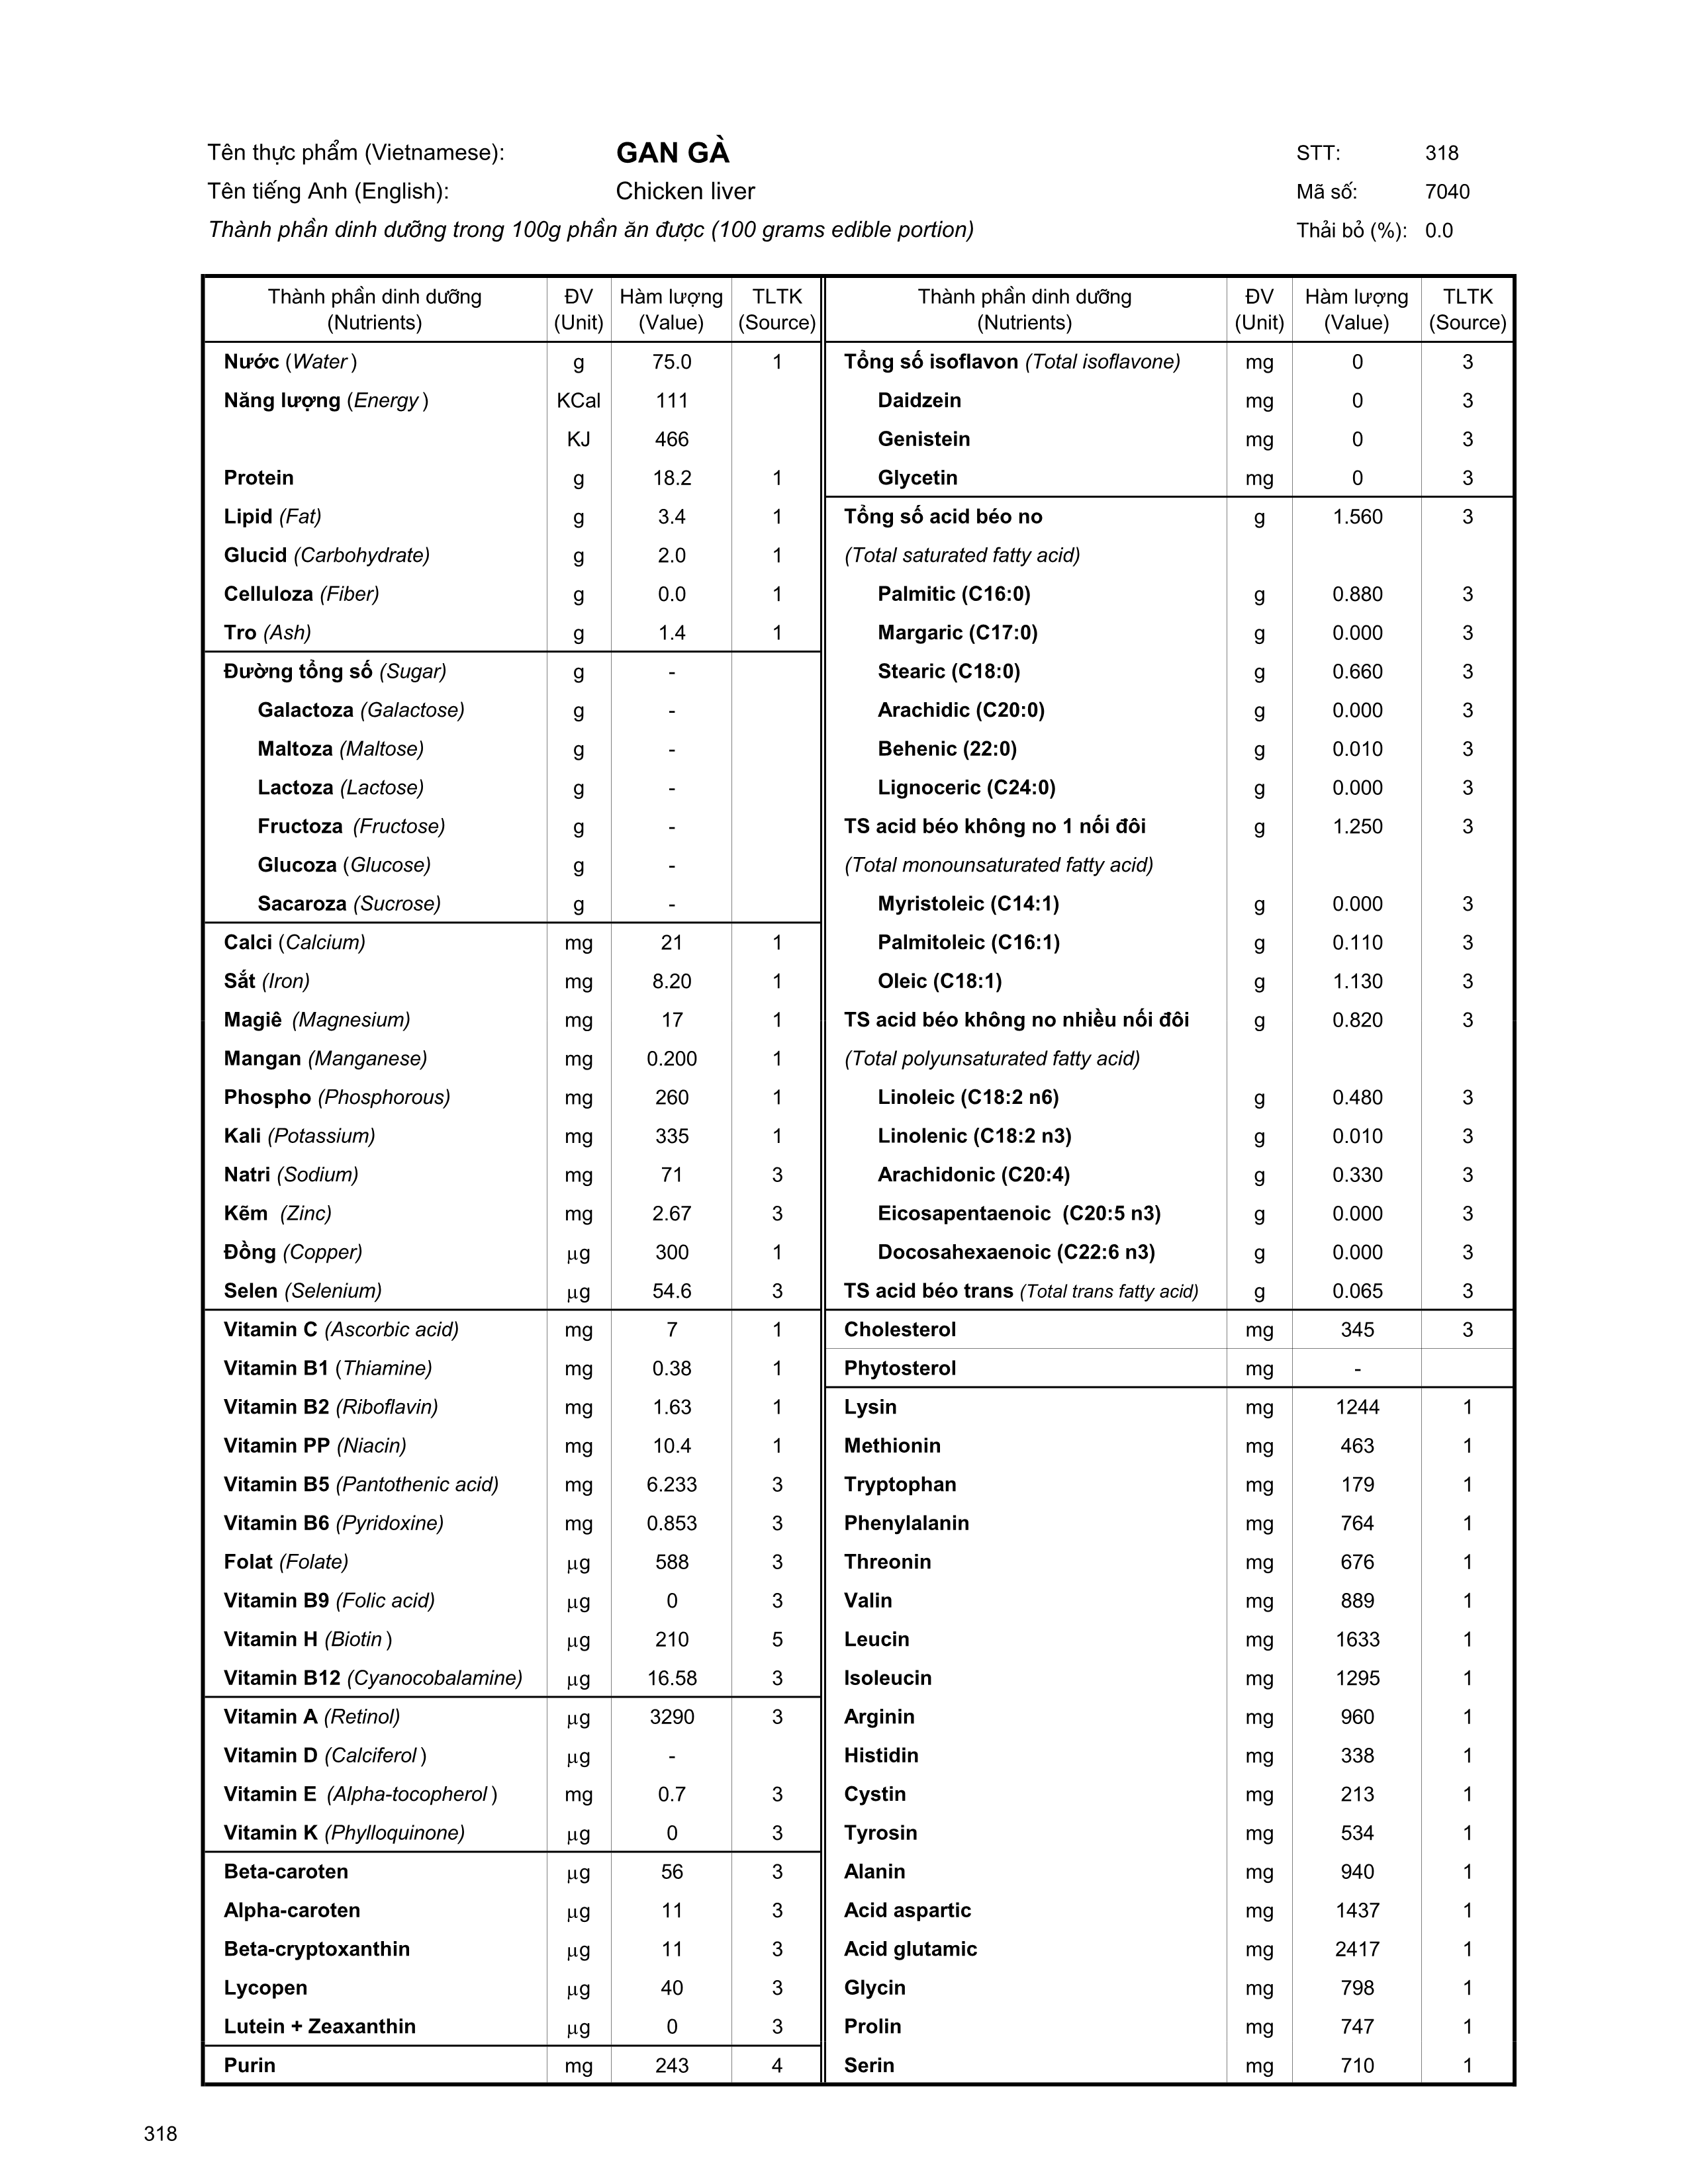 Tên thực phẩm (Vietnamese): GAN GÀ STT: 318
Tên tiếng Anh (English): Chicken liver Mã số: 7040
Thành phần dinh dưỡng trong 100g phần ăn được (100 grams edible portion) Thải bỏ (%): 0.0
Thành phần dinh dưỡng ĐV Hàm lượng TLTK
(Nutrients) (Unit) (Value) (Source)
Nước (Water) g 75.0 1
Năng lượng (Energy) KCal 111
KJ 466
Protein g 18.2 1
Lipid (Fat) g 3.4 1
Glucid (Carbohydrate) g 2.0 1
Celluloza (Fiber) g 0.0 1
Tro (Ash) g 1.4 1
Đường tổng số (Sugar) g -
Galactoza (Galactose) g -
Maltoza (Maltose) g -
Lactoza (Lactose) g -
Fructoza (Fructose) g -
Glucoza (Glucose) g -
Sacaroza (Sucrose) g -
Calci (Calcium) mg 21 1
Sắt (Iron) mg 8.20 1
Magiê (Magnesium) mg 17 1
Mangan (Manganese) mg 0.200 1
Phospho (Phosphorous) mg 260 1
Kali (Potassium) mg 335 1
Natri (Sodium) mg 71 3
Kẽm (Zinc) mg 2.67 3
Đồng (Copper) μg 300 1
Selen (Selenium) μg 54.6 3
Vitamin C (Ascorbic acid) mg 7 1
Vitamin B1 (Thiamine) mg 0.38 1
Vitamin B2 (Riboflavin) mg 1.63 1
Vitamin PP (Niacin) mg 10.4 1
Vitamin B5 (Pantothenic acid) mg 6.233 3
Vitamin B6 (Pyridoxine) mg 0.853 3
Folat (Folate) μg 588 3
Vitamin B9 (Folic acid) μg 0 3
Vitamin H (Biotin) μg 210 5
Vitamin B12 (Cyanocobalamine) μg 16.58 3
Vitamin A (Retinol) μg 3290 3
Vitamin D (Calciferol) μg -
Vitamin E (Alpha-tocopherol) mg 0.7 3
Vitamin K (Phylloquinone) μg 0 3
Beta-caroten μg 56 3
Alpha-caroten μg 11 3
Beta-cryptoxanthin μg 11 3
Lycopen μg 40 3
Lutein + Zeaxanthin μg 0 3
Purin mg 243 4
Thành phần dinh dưỡng ĐV Hàm lượng TLTK
(Nutrients) (Unit) (Value) (Source)
Tổng số isoflavon (Total isoflavone) mg 0 3
Daidzein mg 0 3
Genistein mg 0 3
Glycetin mg 0 3
Tổng số acid béo no g 1.560 3
(Total saturated fatty acid)
Palmitic (C16:0) g 0.880 3
Margaric (C17:0) g 0.000 3
Stearic (C18:0) g 0.660 3
Arachidic (C20:0) g 0.000 3
Behenic (22:0) g 0.010 3
Lignoceric (C24:0) g 0.000 3
TS acid béo không no 1 nối đôi g 1.250 3
(Total monounsaturated fatty acid)
Myristoleic (C14:1) g 0.000 3
Palmitoleic (C16:1) g 0.110 3
Oleic (C18:1) g 1.130 3
TS acid béo không no nhiều nối đôi g 0.820 3
(Total polyunsaturated fatty acid)
Linoleic (C18:2 n6) g 0.480 3
Linolenic (C18:2 n3) g 0.010 3
Arachidonic (C20:4) g 0.330 3
Eicosapentaenoic (C20:5 n3) g 0.000 3
Docosahexaenoic (C22:6 n3) g 0.000 3
TS acid béo trans (Total trans fatty acid) g 0.065 3
Cholesterol mg 345 3
Phytosterol mg -
Lysin mg 1244 1
Methionin mg 463 1
Tryptophan mg 179 1
Phenylalanin mg 764 1
Threonin mg 676 1
Valin mg 889 1
Leucin mg 1633 1
Isoleucin mg 1295 1
Arginin mg 960 1
Histidin mg 338 1
Cystin mg 213 1
Tyrosin mg 534 1
Alanin mg 940 1
Acid aspartic mg 1437 1
Acid glutamic mg 2417 1
Glycin mg 798 1
Prolin mg 747 1
Serin mg 710 1
318